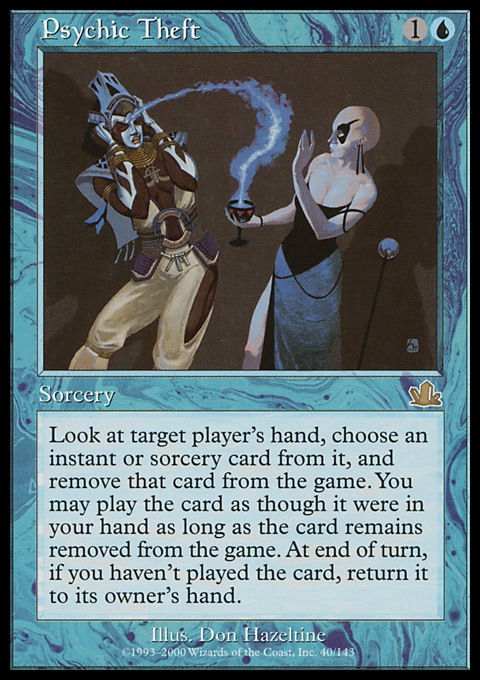 Psychic Theft 1
Sorcery
Look at target player's hand, choose an
instant or sorcery card from it, and
remove that card from the game. You
may play the card as though it were in
your hand as long as the card remains
removed from the game. At end of turn,
if you haven't played the card, return it
to its owner's hand.
Illus. Don Hazeltine
©1993–2000 Wizards of the Coast, Inc. 40/143